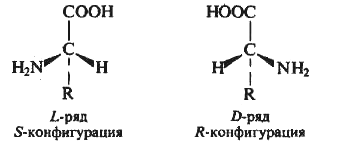 COOH HOOC
C C
H₂N H H NH₂
R R
L-ряд D-ряд
S-конфигурация R-конфигурация